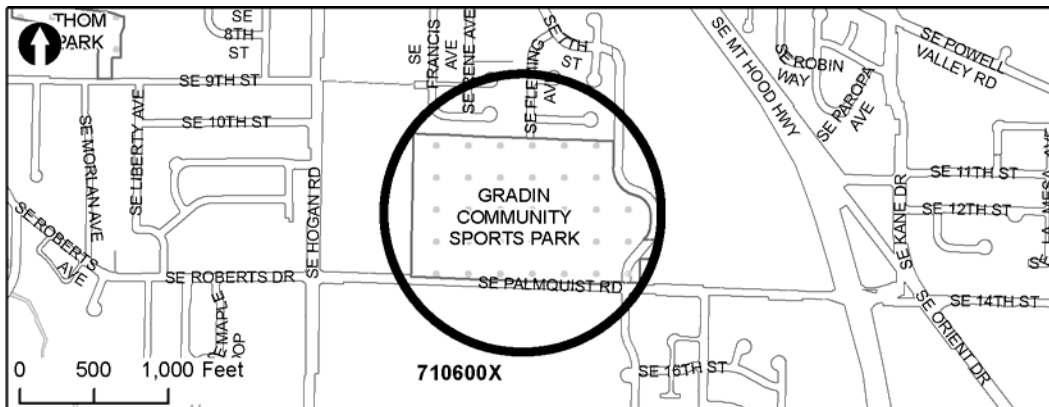 THOM
PARK
SE
8TH
ST
SE
FRANCIS
AVE
SE RENE AVE
SE FLEMING
AVE
SE 7TH
ST
SE MT HOOD HWY
SE ROBIN
WAY
SE PAROPA
AVE
SE POWELL
VALLEY RD
SE 9TH ST
SE 10TH ST
SE MORLAN AVE
SE LIBERTY AVE
SE HOGAN RD
GRADIN
COMMUNITY
SPORTS PARK
SE KANE DR
SE 11TH ST
SE 12TH ST
SE ROBERTS
AVE
SE ROBERTS DR
SE PALMQUIST RD
SE 14TH ST
SE ORIENT DR
SE 16TH ST
0 500 1,000 Feet
710600X